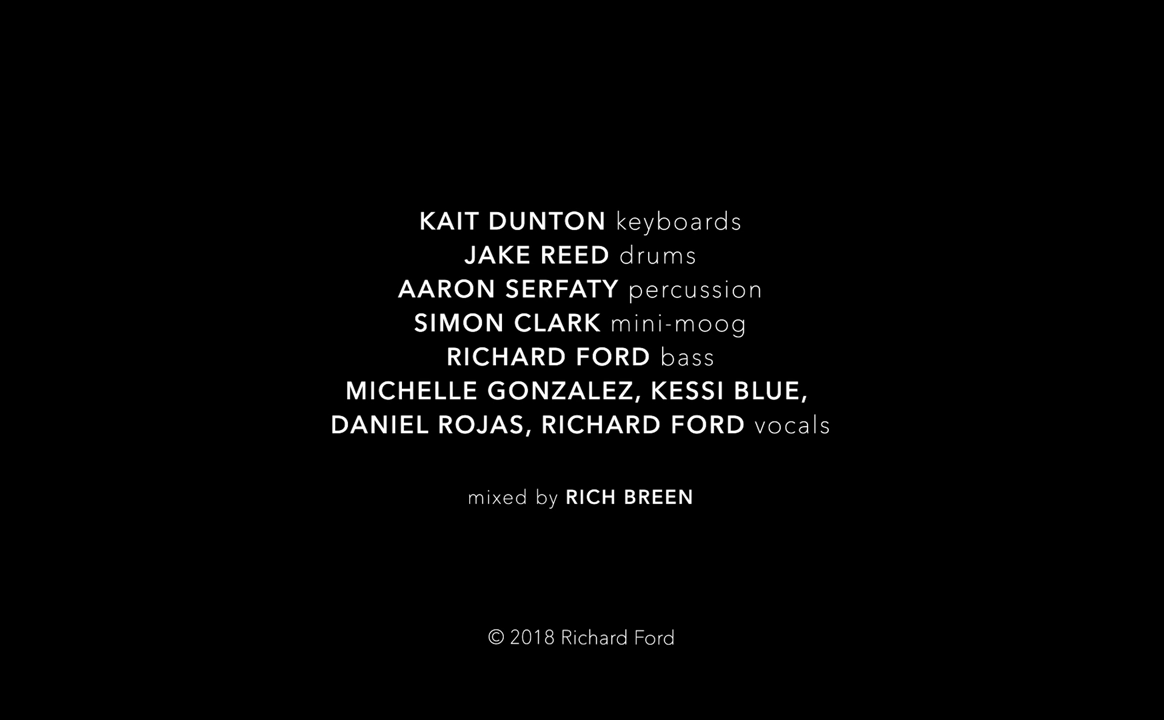 KAIT DUNTON keyboards
JAKE REED drums
AARON SERFATY percussion
SIMON CLARK mini-moog
RICHARD FORD bass
MICHELLE GONZALEZ, KESSI BLUE,
DANIEL ROJAS, RICHARD FORD vocals
mixed by RICH BREEN
© 2018 Richard Ford